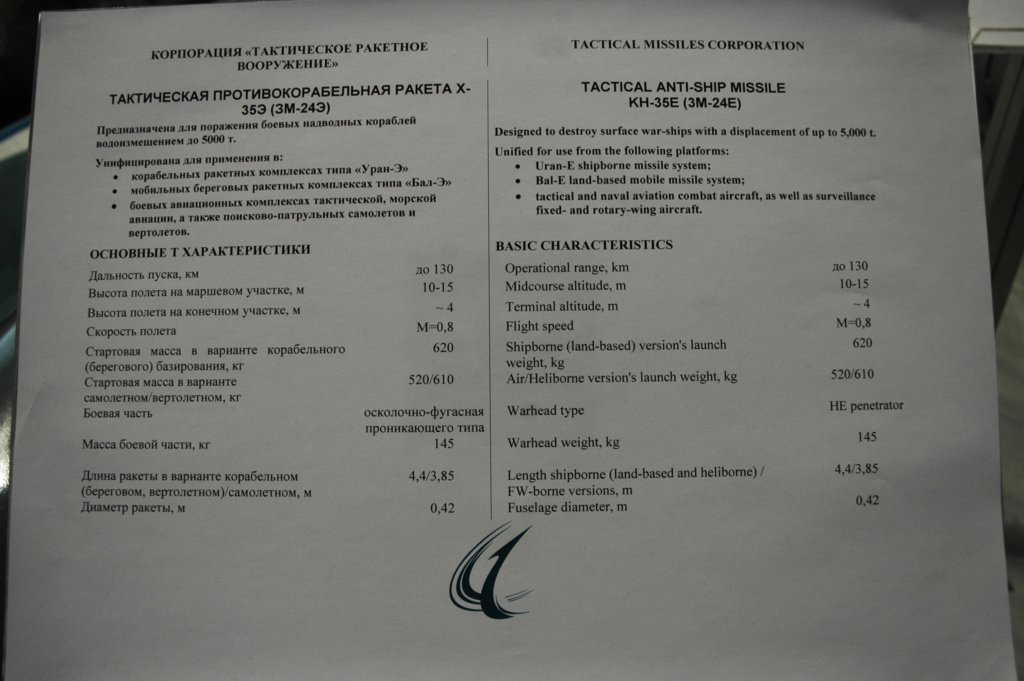 КОРПОРАЦИЯ «ТАКТИЧЕСКОЕ РАКЕТНОЕ
ВООРУЖЕНИЕ»
ТАКТИЧЕСКАЯ ПРОТИВОКОРАБЕЛЬНАЯ РАКЕТА Х-
35Э (3М-24Э)
Предназначена для поражения боевых надводных кораблей
водоизмещением до 5000 т.
Унифицирована для применения в:
• корабельных ракетных комплексах типа «Уран-Э»
• мобильных береговых ракетных комплексах типа «Бал-Э»
• боевых авиационных комплексах тактической, морской
авиации, а также поисково-патрульных самолетов и
вертолетов.
ОСНОВНЫЕ Т ХАРАКТЕРИСТИКИ
Дальность пуска, км до 130
Высота полета на маршевом участке, м 10-15
Высота полета на конечном участке, м ~ 4
Скорость полета М=0,8
Стартовая масса в варианте корабельного 620
(берегового) базирования, кг
Стартовая масса в варианте 520/610
самолетном/вертолетном, кг
Боевая часть осколочно-фугасная
проникающего типа
Масса боевой части, кг 145
Длина ракеты в варианте корабельном 4,4/3,85
(береговом, вертолетном)/самолетном, м
Диаметр ракеты, м 0,42
TACTICAL MISSILES CORPORATION
TACTICAL ANTI-SHIP MISSILE
KH-35E (3M-24E)
Designed to destroy surface war-ships with a displacement of up to 5,000 t.
Unified for use from the following platforms:
• Uran-E shipborne missile system;
• Bal-E land-based mobile missile system;
• tactical and naval aviation combat aircraft, as well as surveillance
fixed- and rotary-wing aircraft.
BASIC CHARACTERISTICS
Operational range, km до 130
Midcourse altitude, m 10-15
Terminal altitude, m ~ 4
Flight speed М=0,8
Shipborne (land-based) version's launch 620
weight, kg
Air/Heliborne version's launch weight, kg 520/610
Warhead type HE penetrator
Warhead weight, kg 145
Length shipborne (land-based and heliborne) / 4,4/3,85
FW-borne versions, m
Fuselage diameter, m 0,42